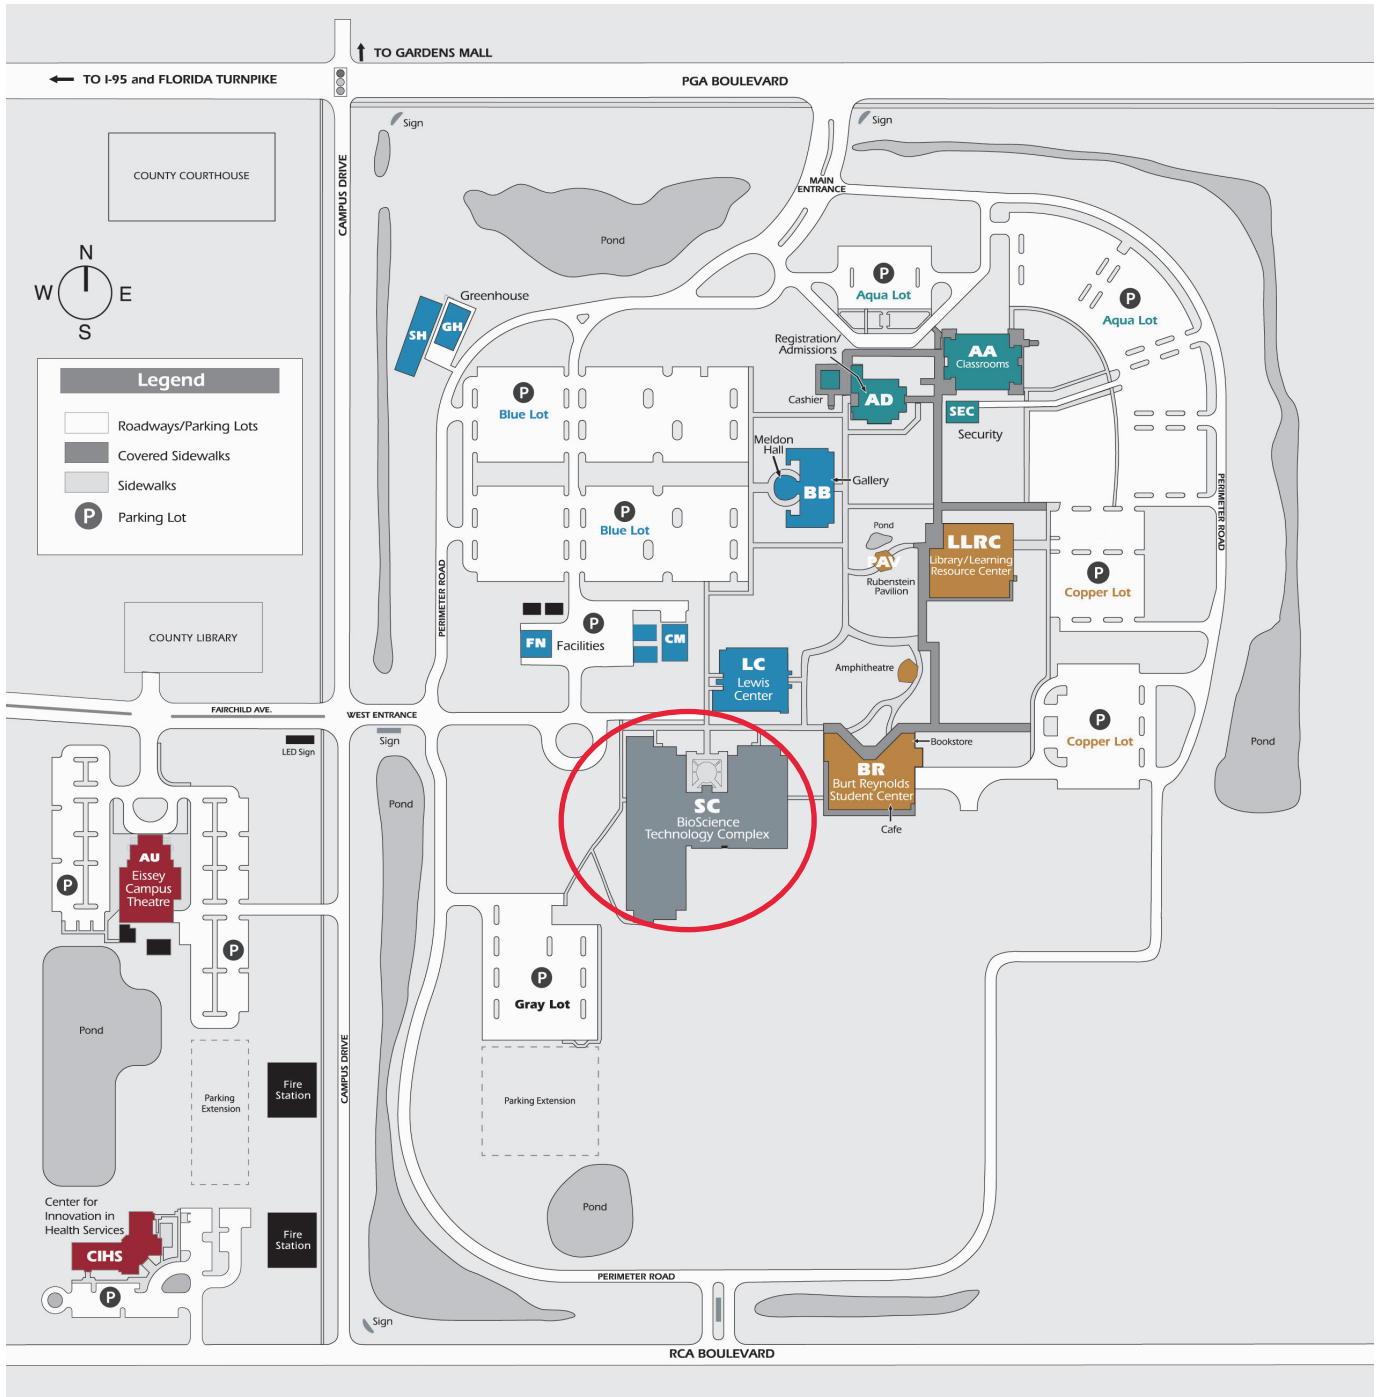 TO GARDENS MALL
TO I-95 and FLORIDA TURNPIKE
PGA BOULEVARD
Sign
Sign
COUNTY COURTHOUSE
CAMPUS DRIVE
MAIN
ENTRANCE
Pond
N
W E
S
P
Aqua Lot
P
Aqua Lot
Greenhouse
SH
GH
Registration/
Admissions
AA
Classrooms
Legend
Roadways/Parking Lots
Covered Sidewalks
Sidewalks
P
Parking Lot
P
Blue Lot
Cashier
AD
SEC
Security
Meldon
Hall
BB
Gallery
P
Blue Lot
PERIMETER ROAD
Pond
PAV
Rubenstein
Pavilion
LLRC
Library/Learning
Resource Center
P
Copper Lot
PERIMETER ROAD
COUNTY LIBRARY
P
FN
Facilities
CM
LC
Lewis
Center
Amphitheatre
FAIRCHILD AVE.
WEST ENTRANCE
LED Sign
Sign
P
Copper Lot
Bookstore
Pond
BR
Burt Reynolds
Student Center
Cafe
SC
BioScience
Technology Complex
Pond
AU
Eissey
Campus
Theatre
P
P
P
Gray Lot
Pond
CAMPUS DRIVE
Fire
Station
Parking
Extension
Parking Extension
Center for
Innovation in
Health Services
CIHS
Fire
Station
Pond
P
PERIMETER ROAD
Sign
RCA BOULEVARD